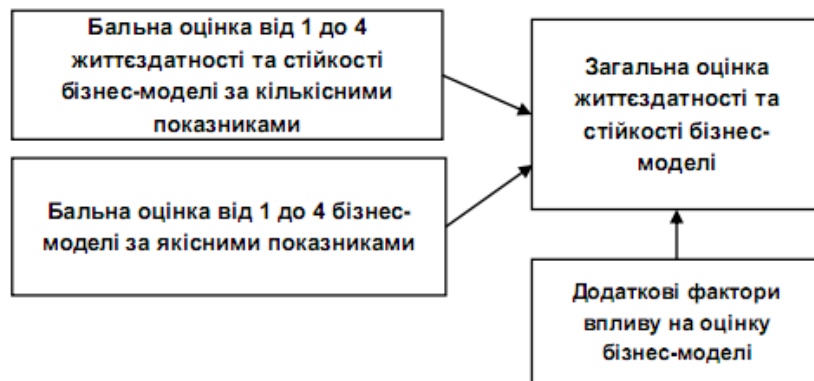 Бальна оцінка від 1 до 4
життєздатності та стійкості
бізнес-моделі за кількісними
показниками
Бальна оцінка від 1 до 4 бізнес-
моделі за якісними показниками
Загальна оцінка
життєздатності та
стійкості бізнес-
моделі
Додаткові фактори
впливу на оцінку
бізнес-моделі